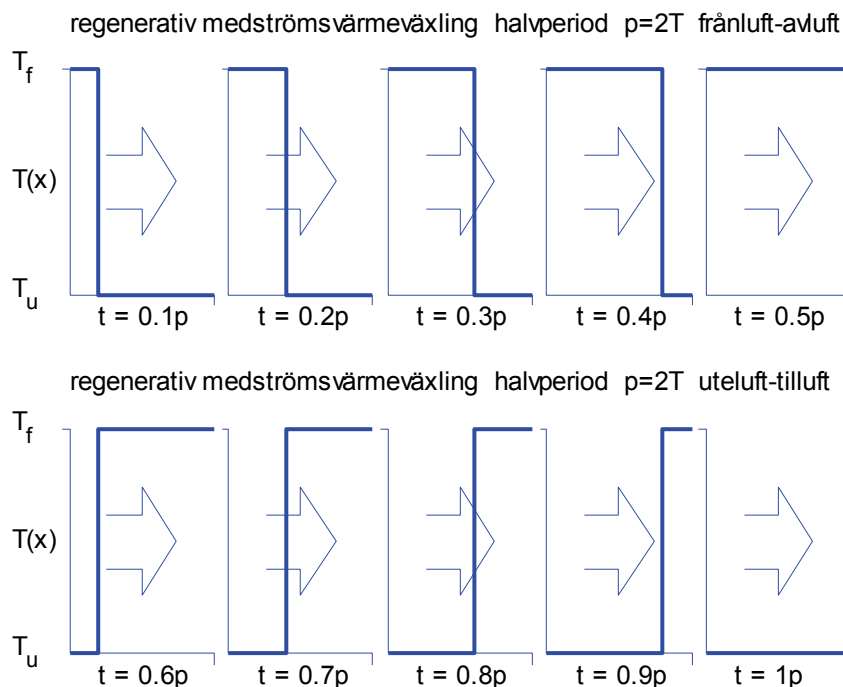 regenerativ medströmsvärmeväxling halvperiod p=2T frånluft-avluft
T_f
T(x)
T_u
t = 0.1p t = 0.2p t = 0.3p t = 0.4p t = 0.5p
regenerativ medströmsvärmeväxling halvperiod p=2T uteluft-tilluft
T_f
T(x)
T_u
t = 0.6p t = 0.7p t = 0.8p t = 0.9p t = 1p